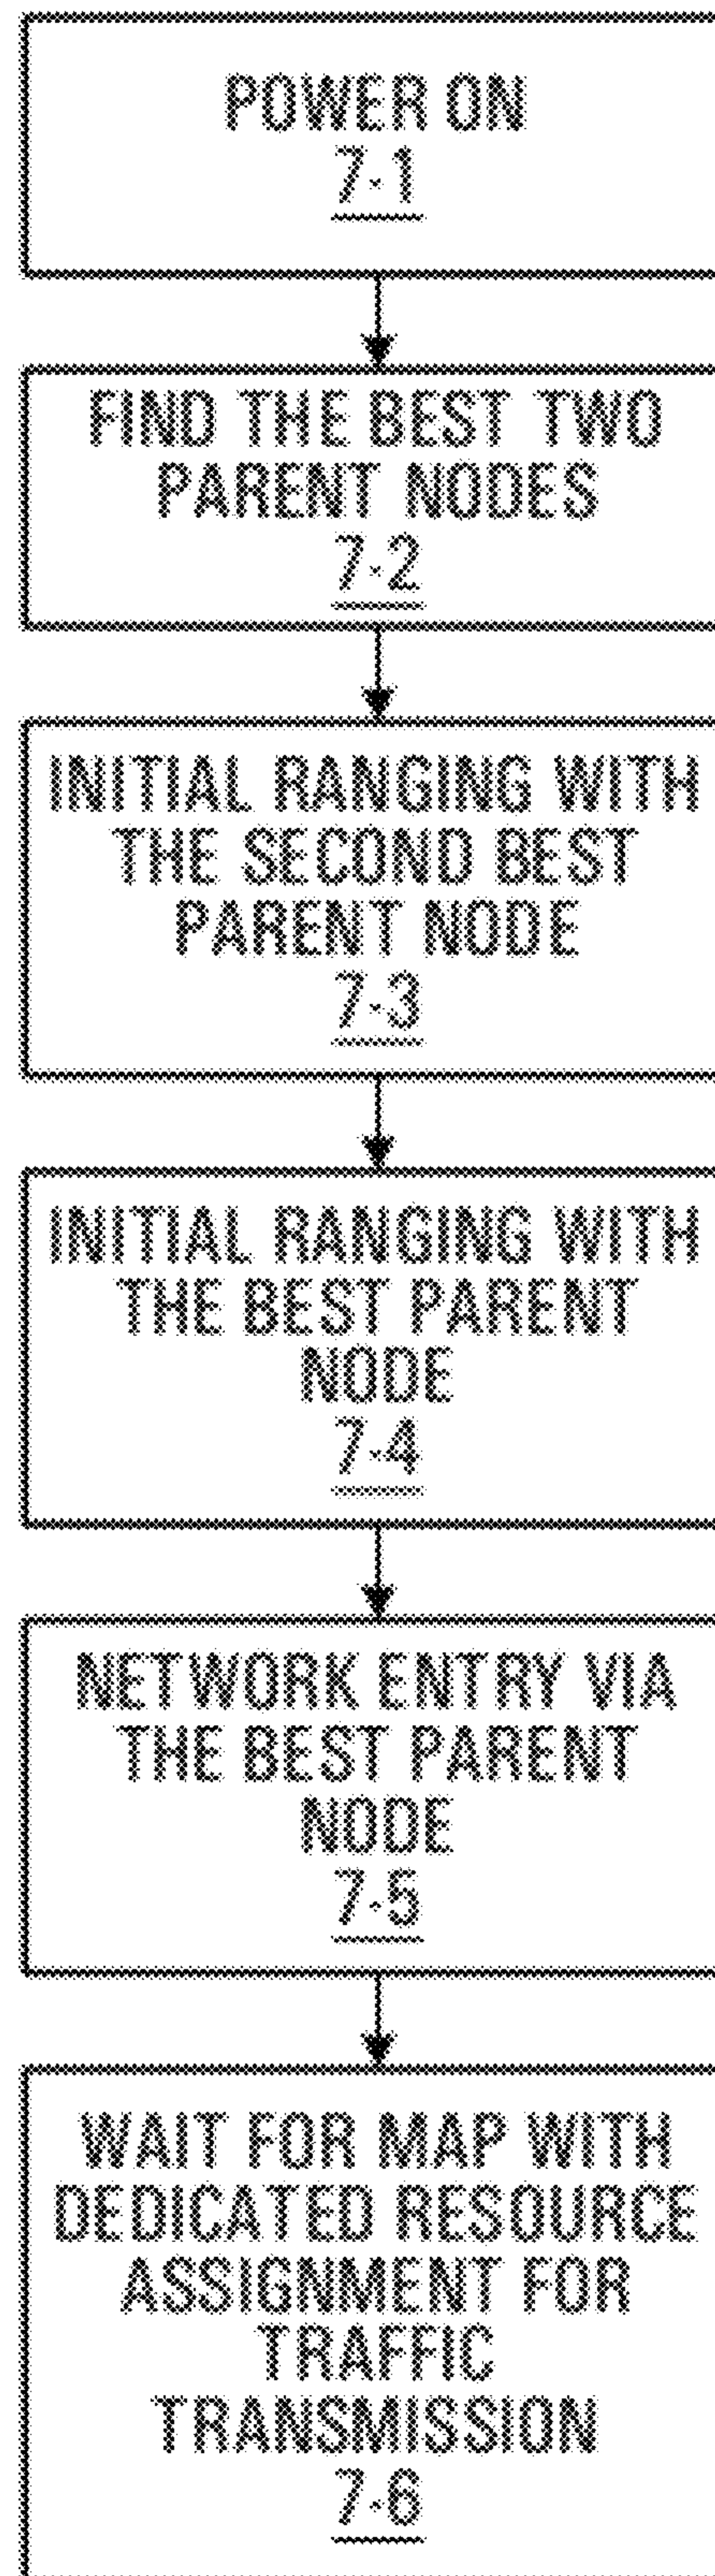 POWER ON
7-1
FIND THE BEST TWO
PARENT NODES
7-2
INITIAL RANGING WITH
THE SECOND BEST
PARENT NODE
7-3
INITIAL RANGING WITH
THE BEST PARENT
NODE
7-4
NETWORK ENTRY VIA
THE BEST PARENT
NODE
7-5
WAIT FOR MAP WITH
DEDICATED RESOURCE
ASSIGNMENT FOR
TRAFFIC
TRANSMISSION
7-6